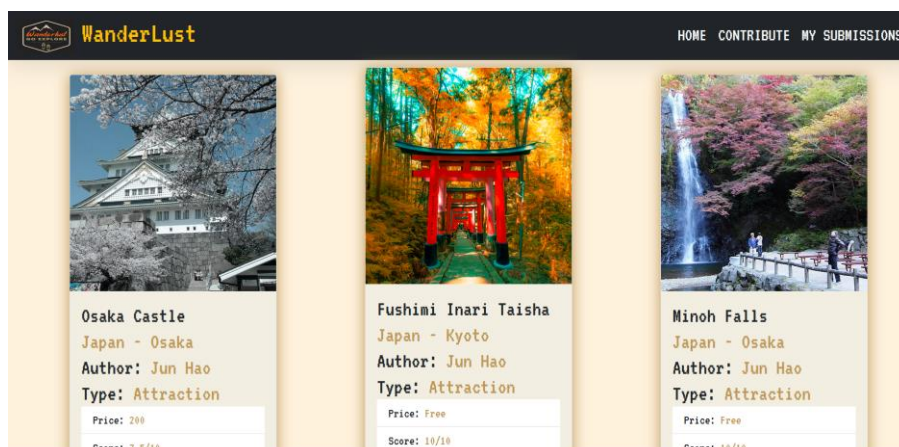 WanderLust
HOME CONTRIBUTE MY SUBMISSIONS
Osaka Castle
Japan - Osaka
Author: Jun Hao
Type: Attraction
Price: 200
Fushimi Inari Taisha
Japan - Kyoto
Author: Jun Hao
Type: Attraction
Price: Free
Score: 10/10
Minoh Falls
Japan - Osaka
Author: Jun Hao
Type: Attraction
Price: Free